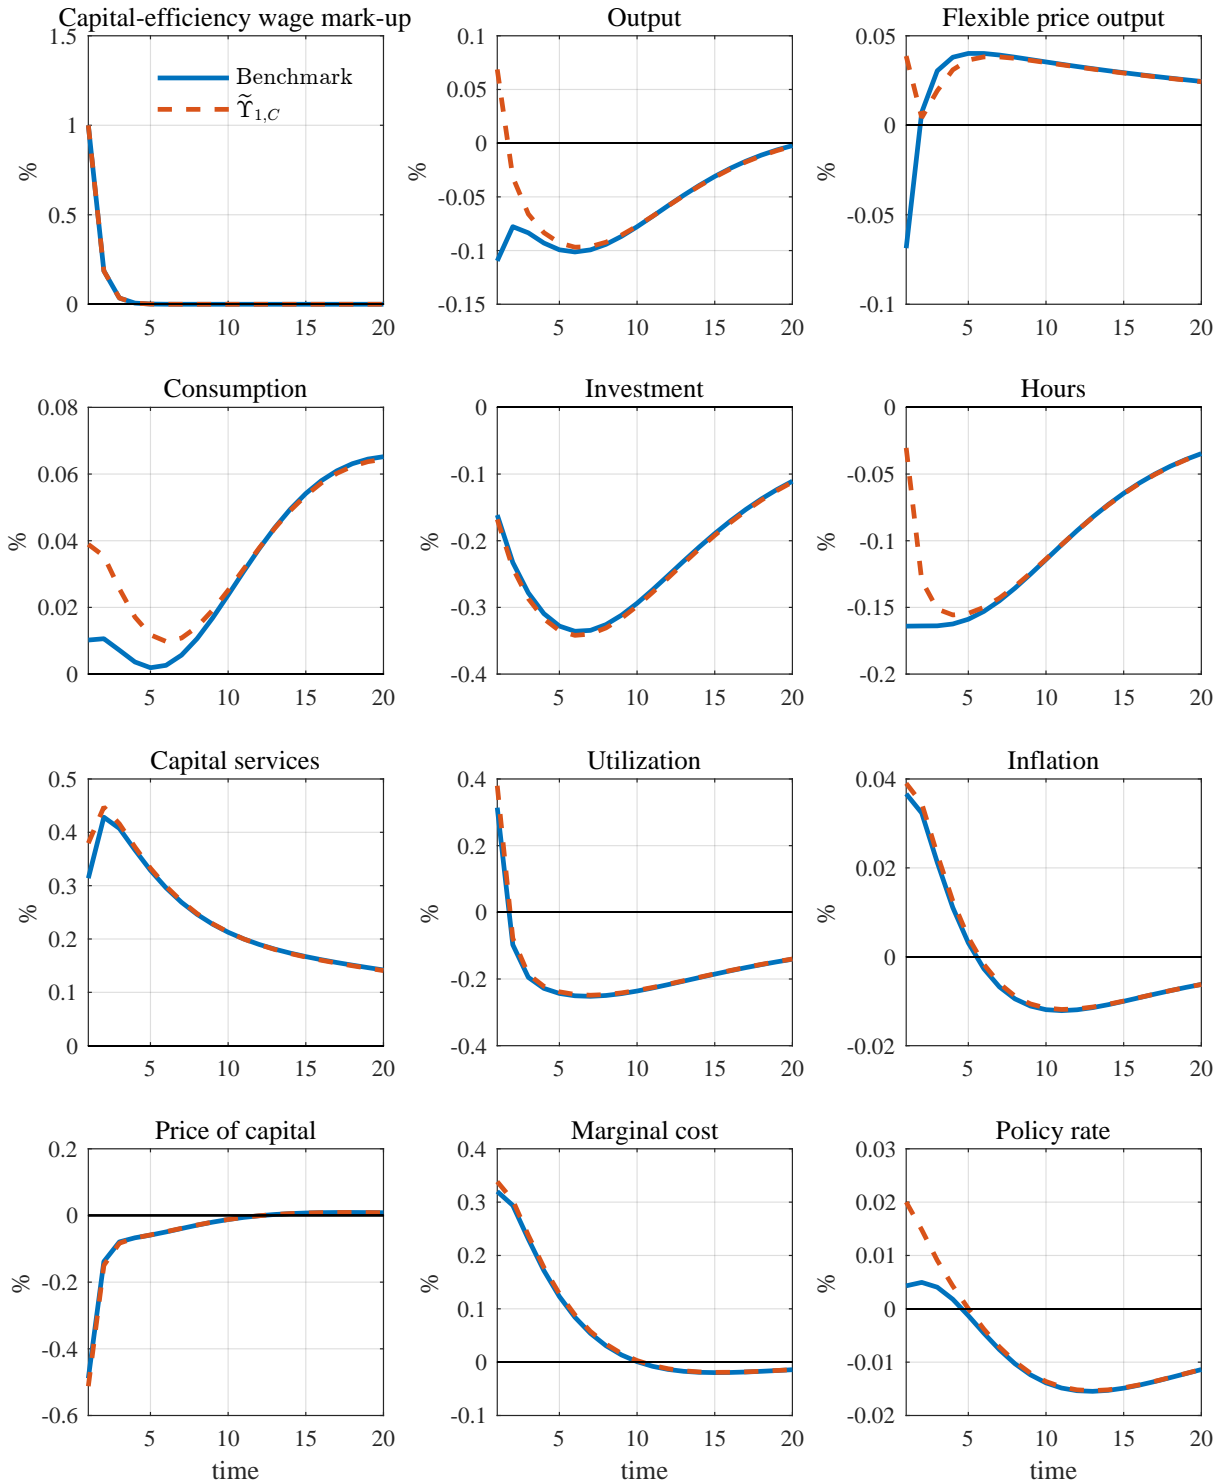 Capital-efficiency wage mark-up
1.5
1
0.5
0
%
5 10 15 20
Benchmark
Υ̃1,C
Output
0.1
0.05
0
-0.05
-0.1
-0.15
%
5 10 15 20
Flexible price output
0.05
0
-0.05
-0.1
%
5 10 15 20
Consumption
0.08
0.06
0.04
0.02
0
%
5 10 15 20
Investment
0
-0.1
-0.2
-0.3
-0.4
%
5 10 15 20
Hours
0
-0.05
-0.1
-0.15
-0.2
%
5 10 15 20
Capital services
0.5
0.4
0.3
0.2
0.1
0
%
5 10 15 20
Utilization
0.4
0.2
0
-0.2
-0.4
%
5 10 15 20
Inflation
0.04
0.02
0
-0.02
%
5 10 15 20
Price of capital
0.2
0
-0.2
-0.4
-0.6
%
5 10 15 20
time
Marginal cost
0.4
0.3
0.2
0.1
0
-0.1
%
5 10 15 20
time
Policy rate
0.03
0.02
0.01
0
-0.01
-0.02
%
5 10 15 20
time